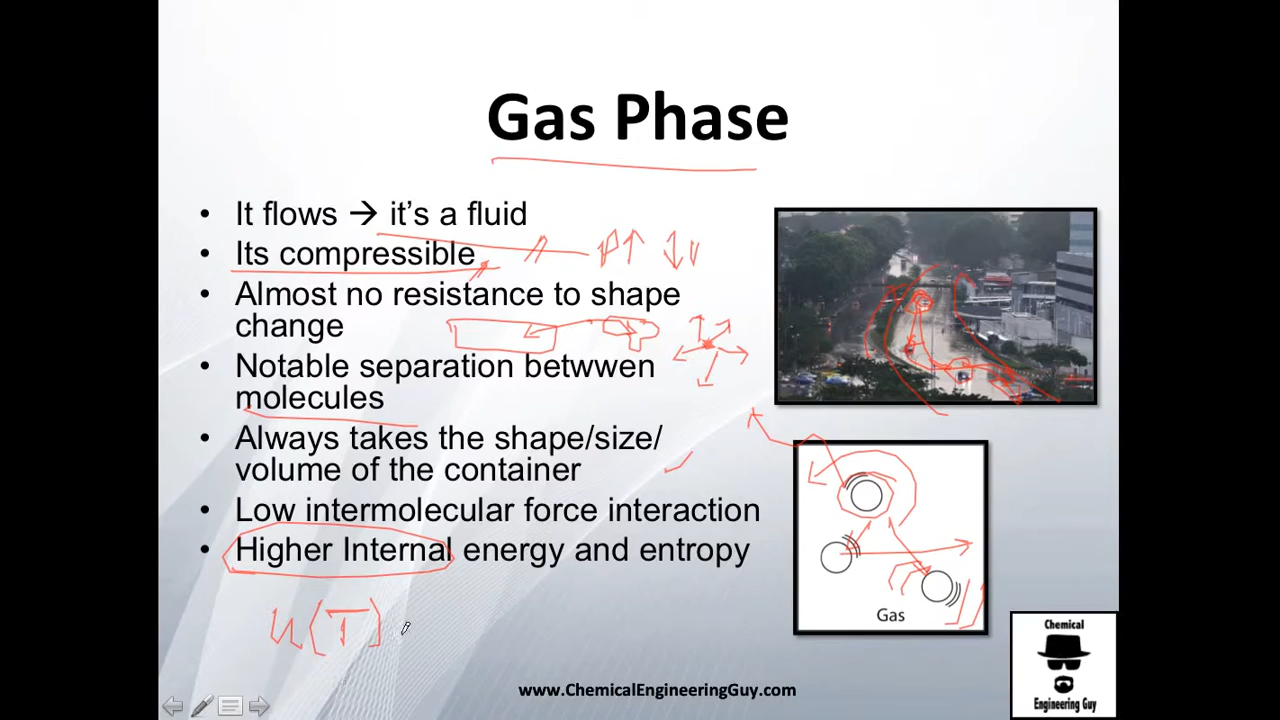 Gas Phase
• It flows → it’s a fluid
• Its compressible
P↑ ↓V
• Almost no resistance to shape
change
• Notable separation betwwen
molecules
• Always takes the shape/size/
volume of the container
• Low intermolecular force interaction
• Higher Internal energy and entropy
U(T)
Gas
www.ChemicalEngineeringGuy.com
Chemical
Engineering Guy